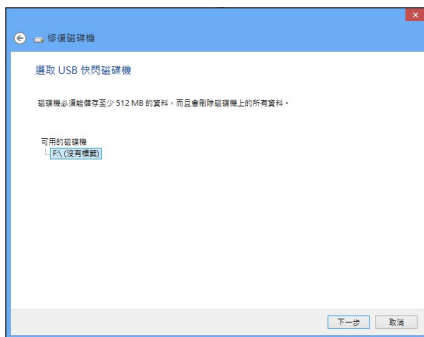 修復磁碟機
選取 USB 快閃磁碟機
磁碟機必須能儲存至少 512 MB 的資料，而且會刪除磁碟機上的所有資料。
可用的磁碟機
F:\ (沒有標籤)
下一步
取消